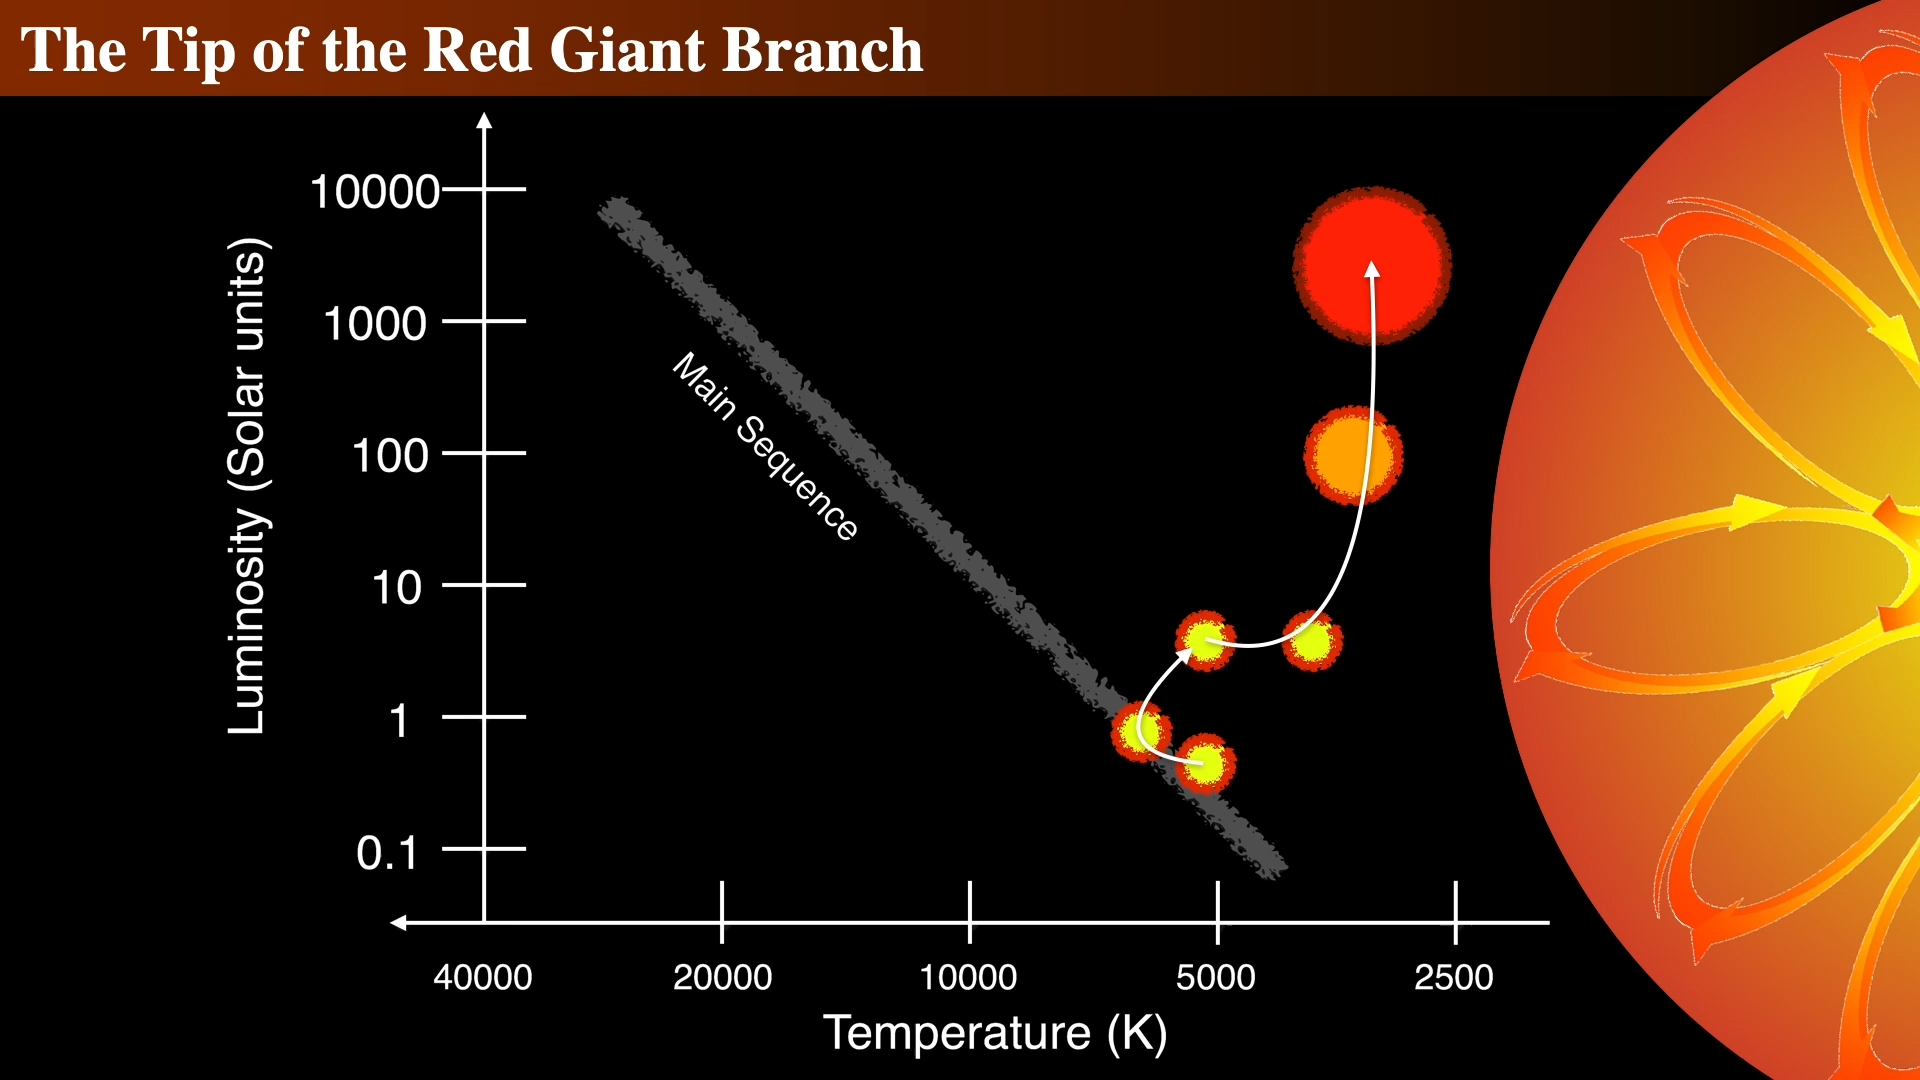 The Tip of the Red Giant Branch
Luminosity (Solar units)
10000
1000
100
10
1
0.1
Main Sequence
40000 20000 10000 5000 2500
Temperature (K)